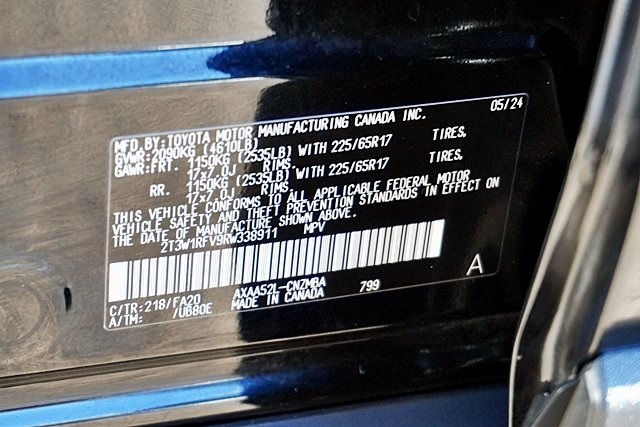 MFD. BY: TOYOTA MOTOR MANUFACTURING CANADA INC. 05/24
GVWR: 2090KG (4610LB)
GAWR: FRT. 1150KG (2535LB) WITH 225/65R17 TIRES,
17x7.0J RIMS.
RR. 1150KG (2535LB) WITH 225/65R17 TIRES,
17x7.0J RIMS.
THIS VEHICLE CONFORMS TO ALL APPLICABLE FEDERAL MOTOR
VEHICLE SAFETY AND THEFT PREVENTION STANDARDS IN EFFECT ON
THE DATE OF MANUFACTURE SHOWN ABOVE.
2T3W1RFV9RW338911 MPV
C/TR: 218/FA20 AXAA52L-CNZMBA 799 A
A/TM: /UB80E MADE IN CANADA